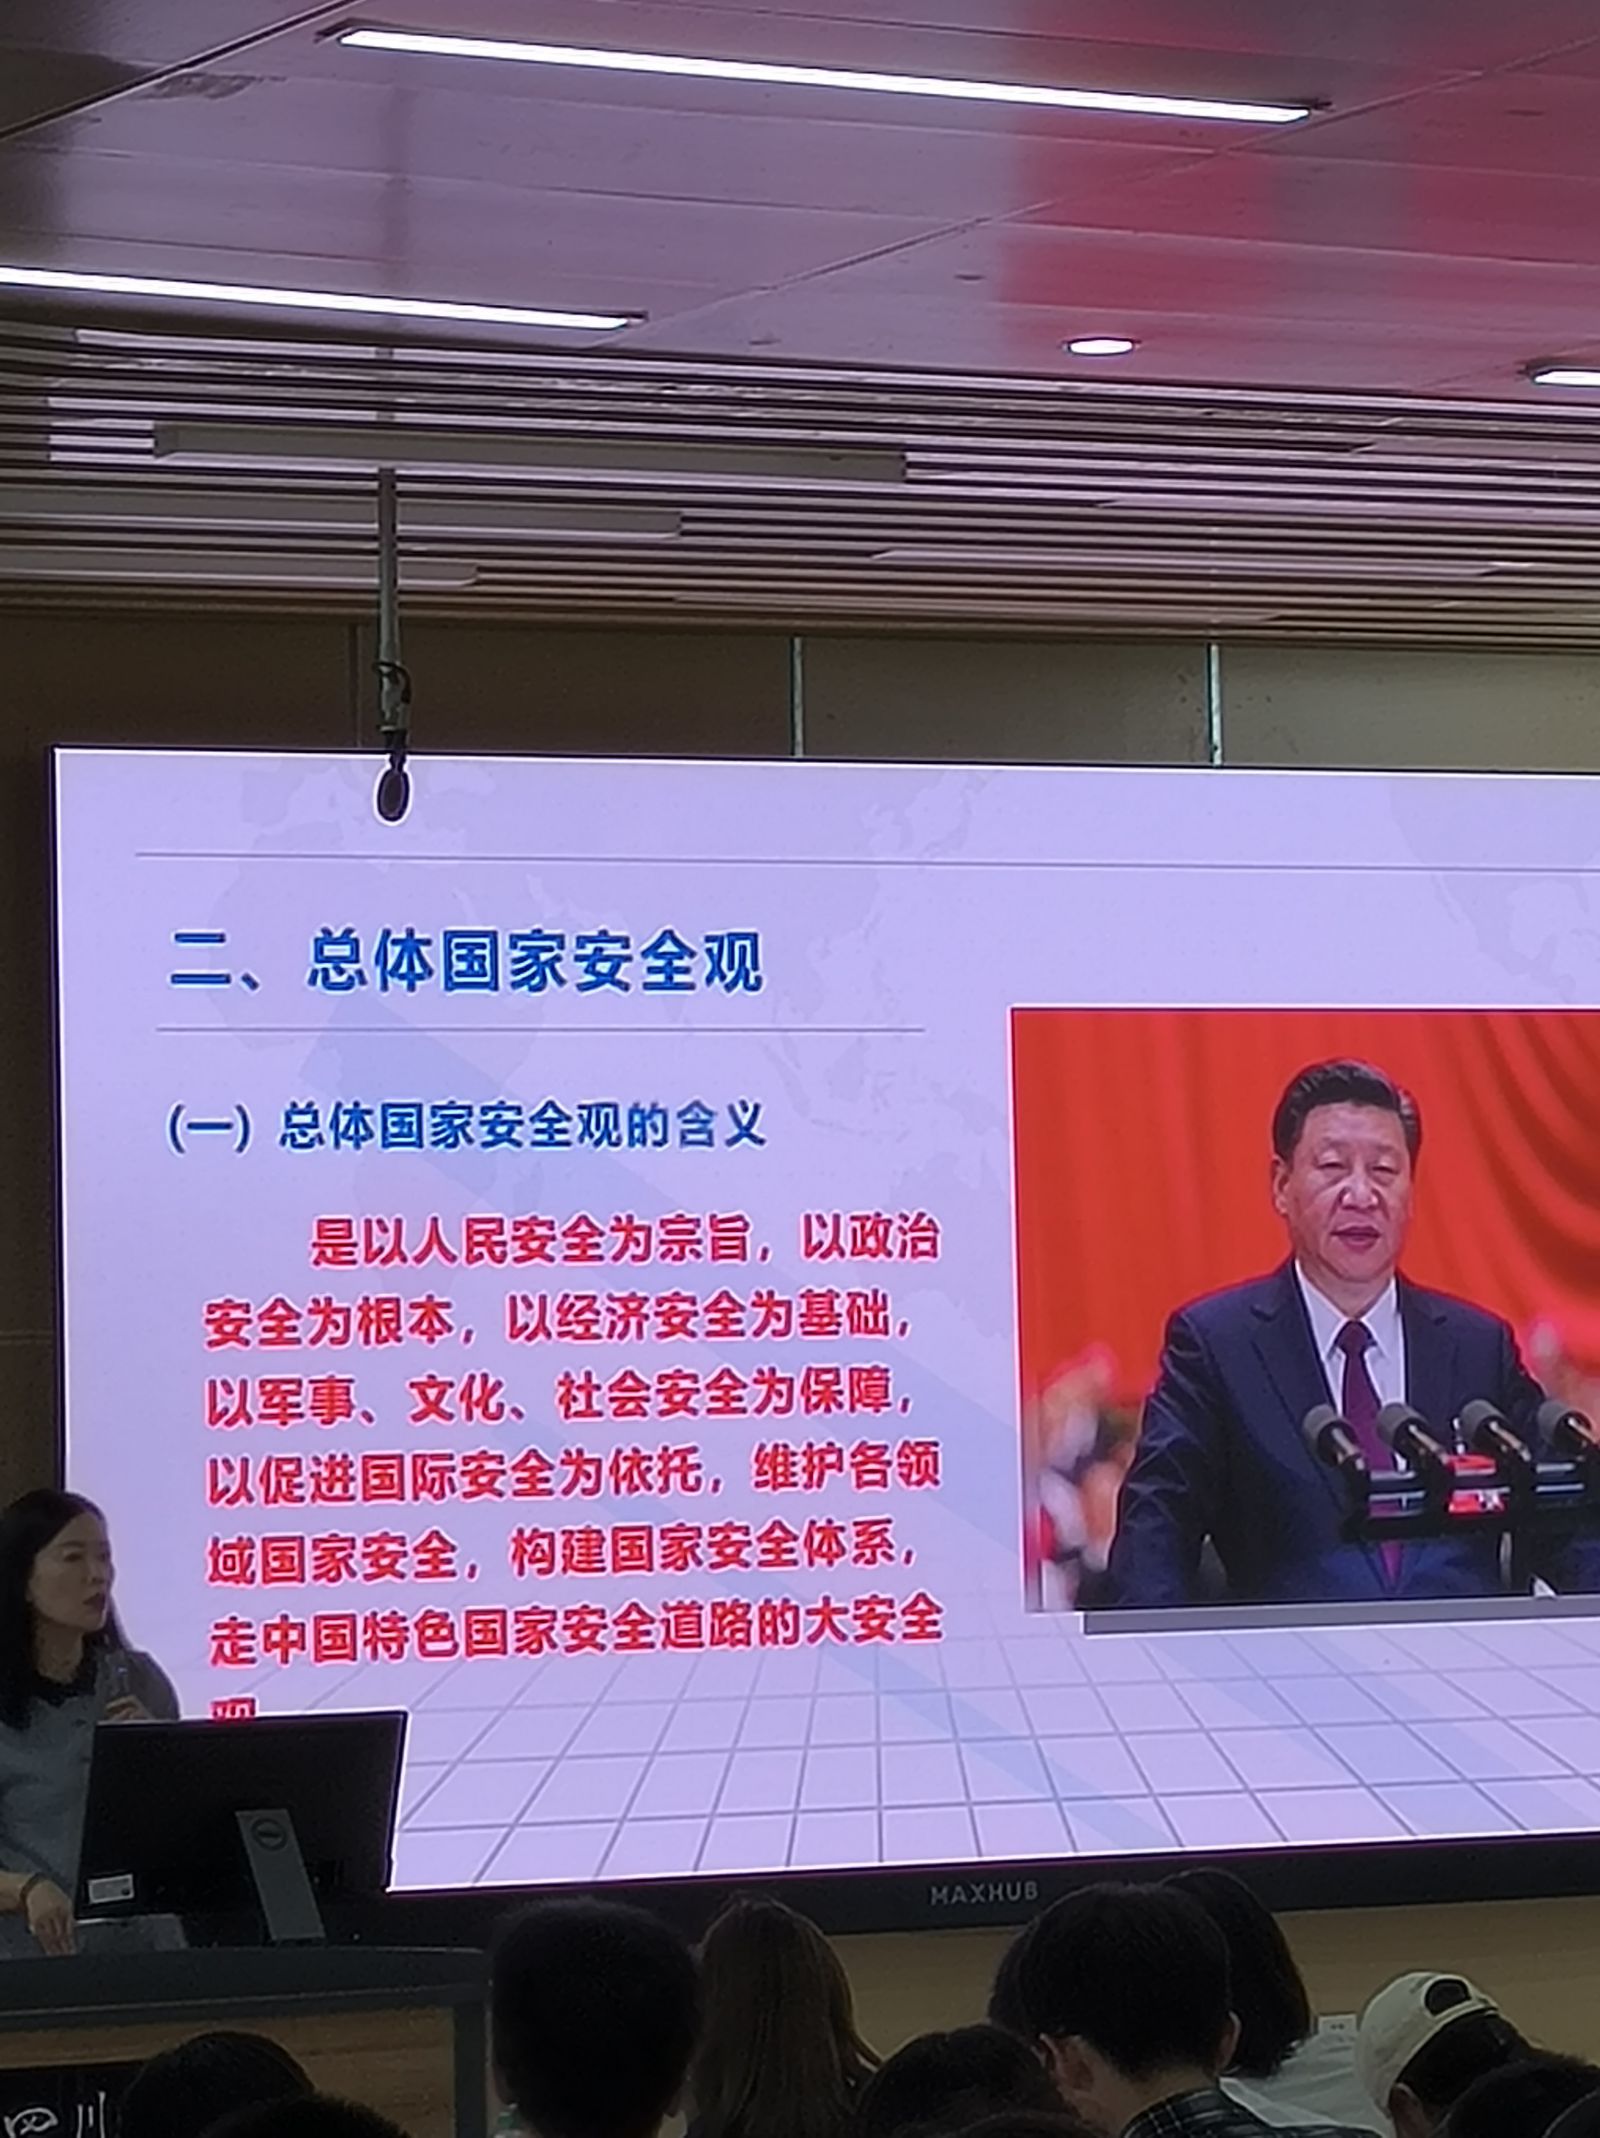 二、总体国家安全观
(一) 总体国家安全观的含义
是以人民安全为宗旨，以政治
安全为根本，以经济安全为基础，
以军事、文化、社会安全为保障，
以促进国际安全为依托，维护各领
域国家安全，构建国家安全体系，
走中国特色国家安全道路的大安全
观
MAXHUB
DELL
四川